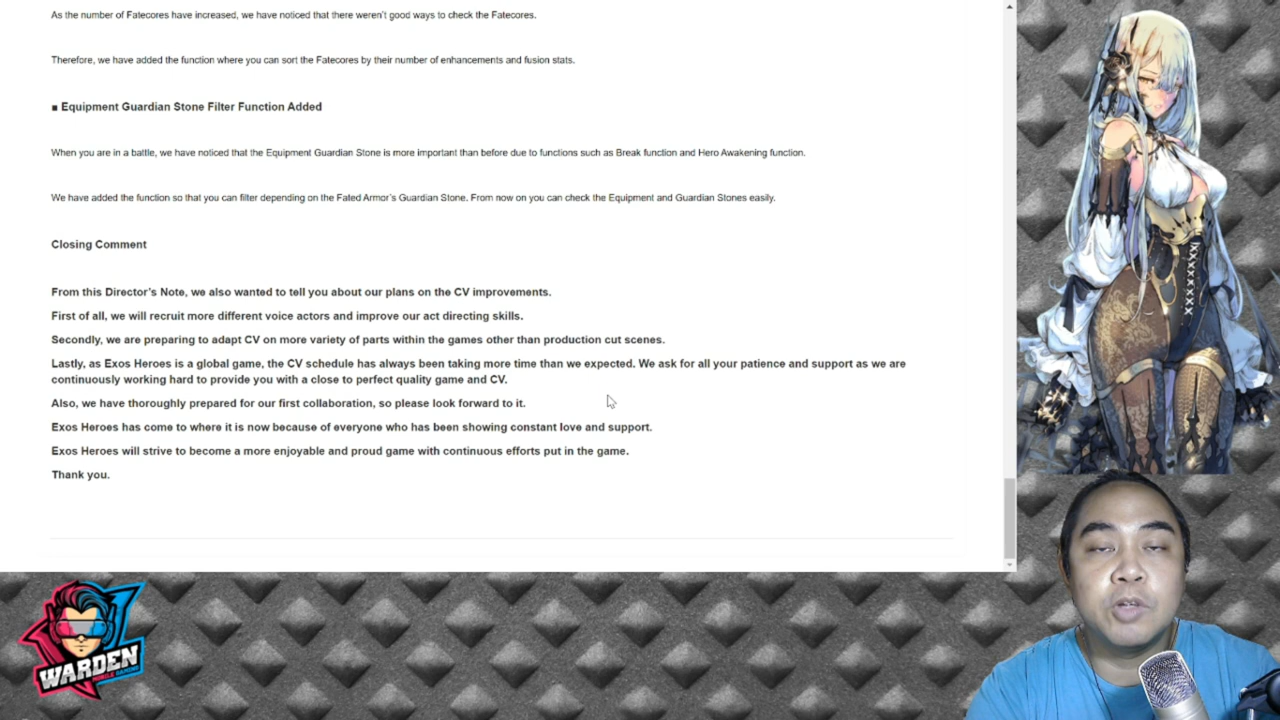 As the number of Fatecores have increased, we have noticed that there weren't good ways to check the Fatecores.
Therefore, we have added the function where you can sort the Fatecores by their number of enhancements and fusion stats.
■ Equipment Guardian Stone Filter Function Added
When you are in a battle, we have noticed that the Equipment Guardian Stone is more important than before due to functions such as Break function and Hero Awakening function.
We have added the function so that you can filter depending on the Fated Armor's Guardian Stone. From now on you can check the Equipment and Guardian Stones easily.
Closing Comment
From this Director's Note, we also wanted to tell you about our plans on the CV improvements.
First of all, we will recruit more different voice actors and improve our act directing skills.
Secondly, we are preparing to adapt CV on more variety of parts within the games other than production cut scenes.
Lastly, as Exos Heroes is a global game, the CV schedule has always been taking more time than we expected. We ask for all your patience and support as we are
continuously working hard to provide you with a close to perfect quality game and CV.
Also, we have thoroughly prepared for our first collaboration, so please look forward to it.
Exos Heroes has come to where it is now because of everyone who has been showing constant love and support.
Exos Heroes will strive to become a more enjoyable and proud game with continuous efforts put in the game.
Thank you.
WARDEN
MOBILE GAMING